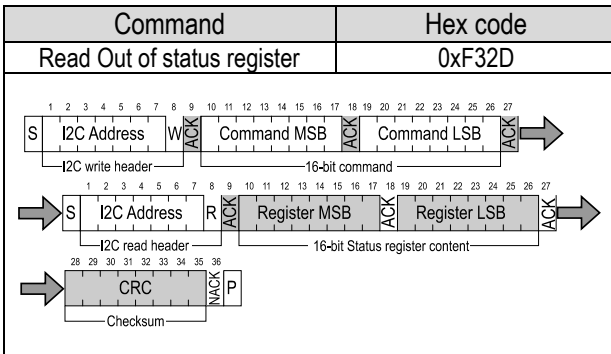 Command Hex code
Read Out of status register 0xF32D
1 2 3 4 5 6 7 8 9 10 11 12 13 14 15 16 17 18 19 20 21 22 23 24 25 26 27
S I2C Address W ACK Command MSB ACK Command LSB ACK
I2C write header 16-bit command
1 2 3 4 5 6 7 8 9 10 11 12 13 14 15 16 17 18 19 20 21 22 23 24 25 26 27
S I2C Address R ACK Register MSB ACK Register LSB ACK
I2C read header 16-bit Status register content
28 29 30 31 32 33 34 35 36
CRC NACK P
Checksum